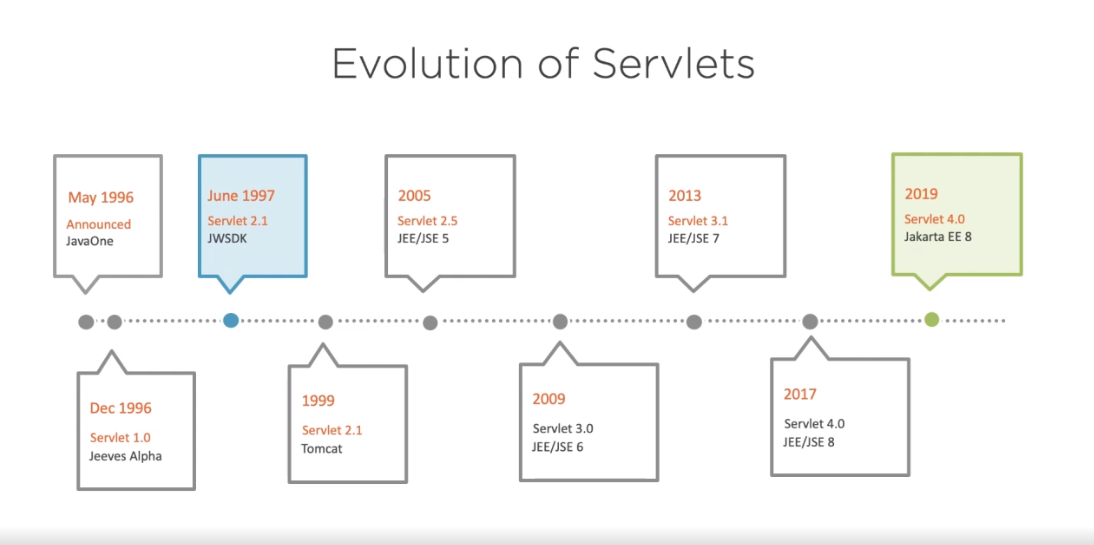 Evolution of Servlets
May 1996
Announced
JavaOne
Dec 1996
Servlet 1.0
Jeeves Alpha
June 1997
Servlet 2.1
JWSDK
1999
Servlet 2.1
Tomcat
2005
Servlet 2.5
JEE/JSE 5
2009
Servlet 3.0
JEE/JSE 6
2013
Servlet 3.1
JEE/JSE 7
2017
Servlet 4.0
JEE/JSE 8
2019
Servlet 4.0
Jakarta EE 8